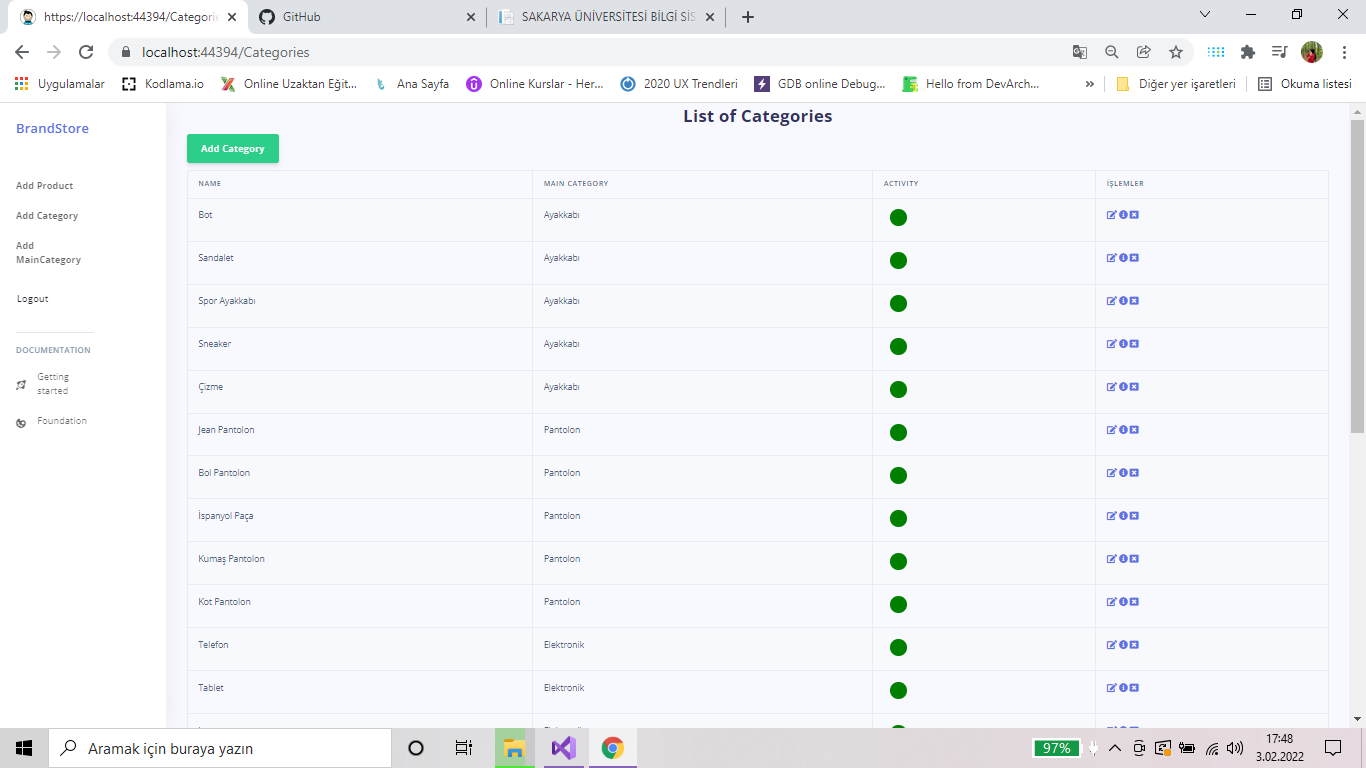 https://localhost:44394/Categorie
GitHub
SAKARYA ÜNİVERSİTESİ BİLGİ SİS
localhost:44394/Categories
Uygulamalar
Kodlama.io
Online Uzaktan Eğit...
Ana Sayfa
Online Kurslar - Her...
2020 UX Trendleri
GDB online Debug...
Hello from DevArch...
»
Diğer yer işaretleri
Okuma listesi
BrandStore
Add Product
Add Category
Add
MainCategory
Logout
DOCUMENTATION
Getting
started
Foundation
List of Categories
Add Category
NAME MAIN CATEGORY ACTIVITY İŞLEMLER
Bot Ayakkabı
Sandalet Ayakkabı
Spor Ayakkabı Ayakkabı
Sneaker Ayakkabı
Çizme Ayakkabı
Jean Pantolon Pantolon
Bol Pantolon Pantolon
İspanyol Paça Pantolon
Kumaş Pantolon Pantolon
Kot Pantolon Pantolon
Telefon Elektronik
Tablet Elektronik
Aramak için buraya yazın
97%
17:48
3.02.2022